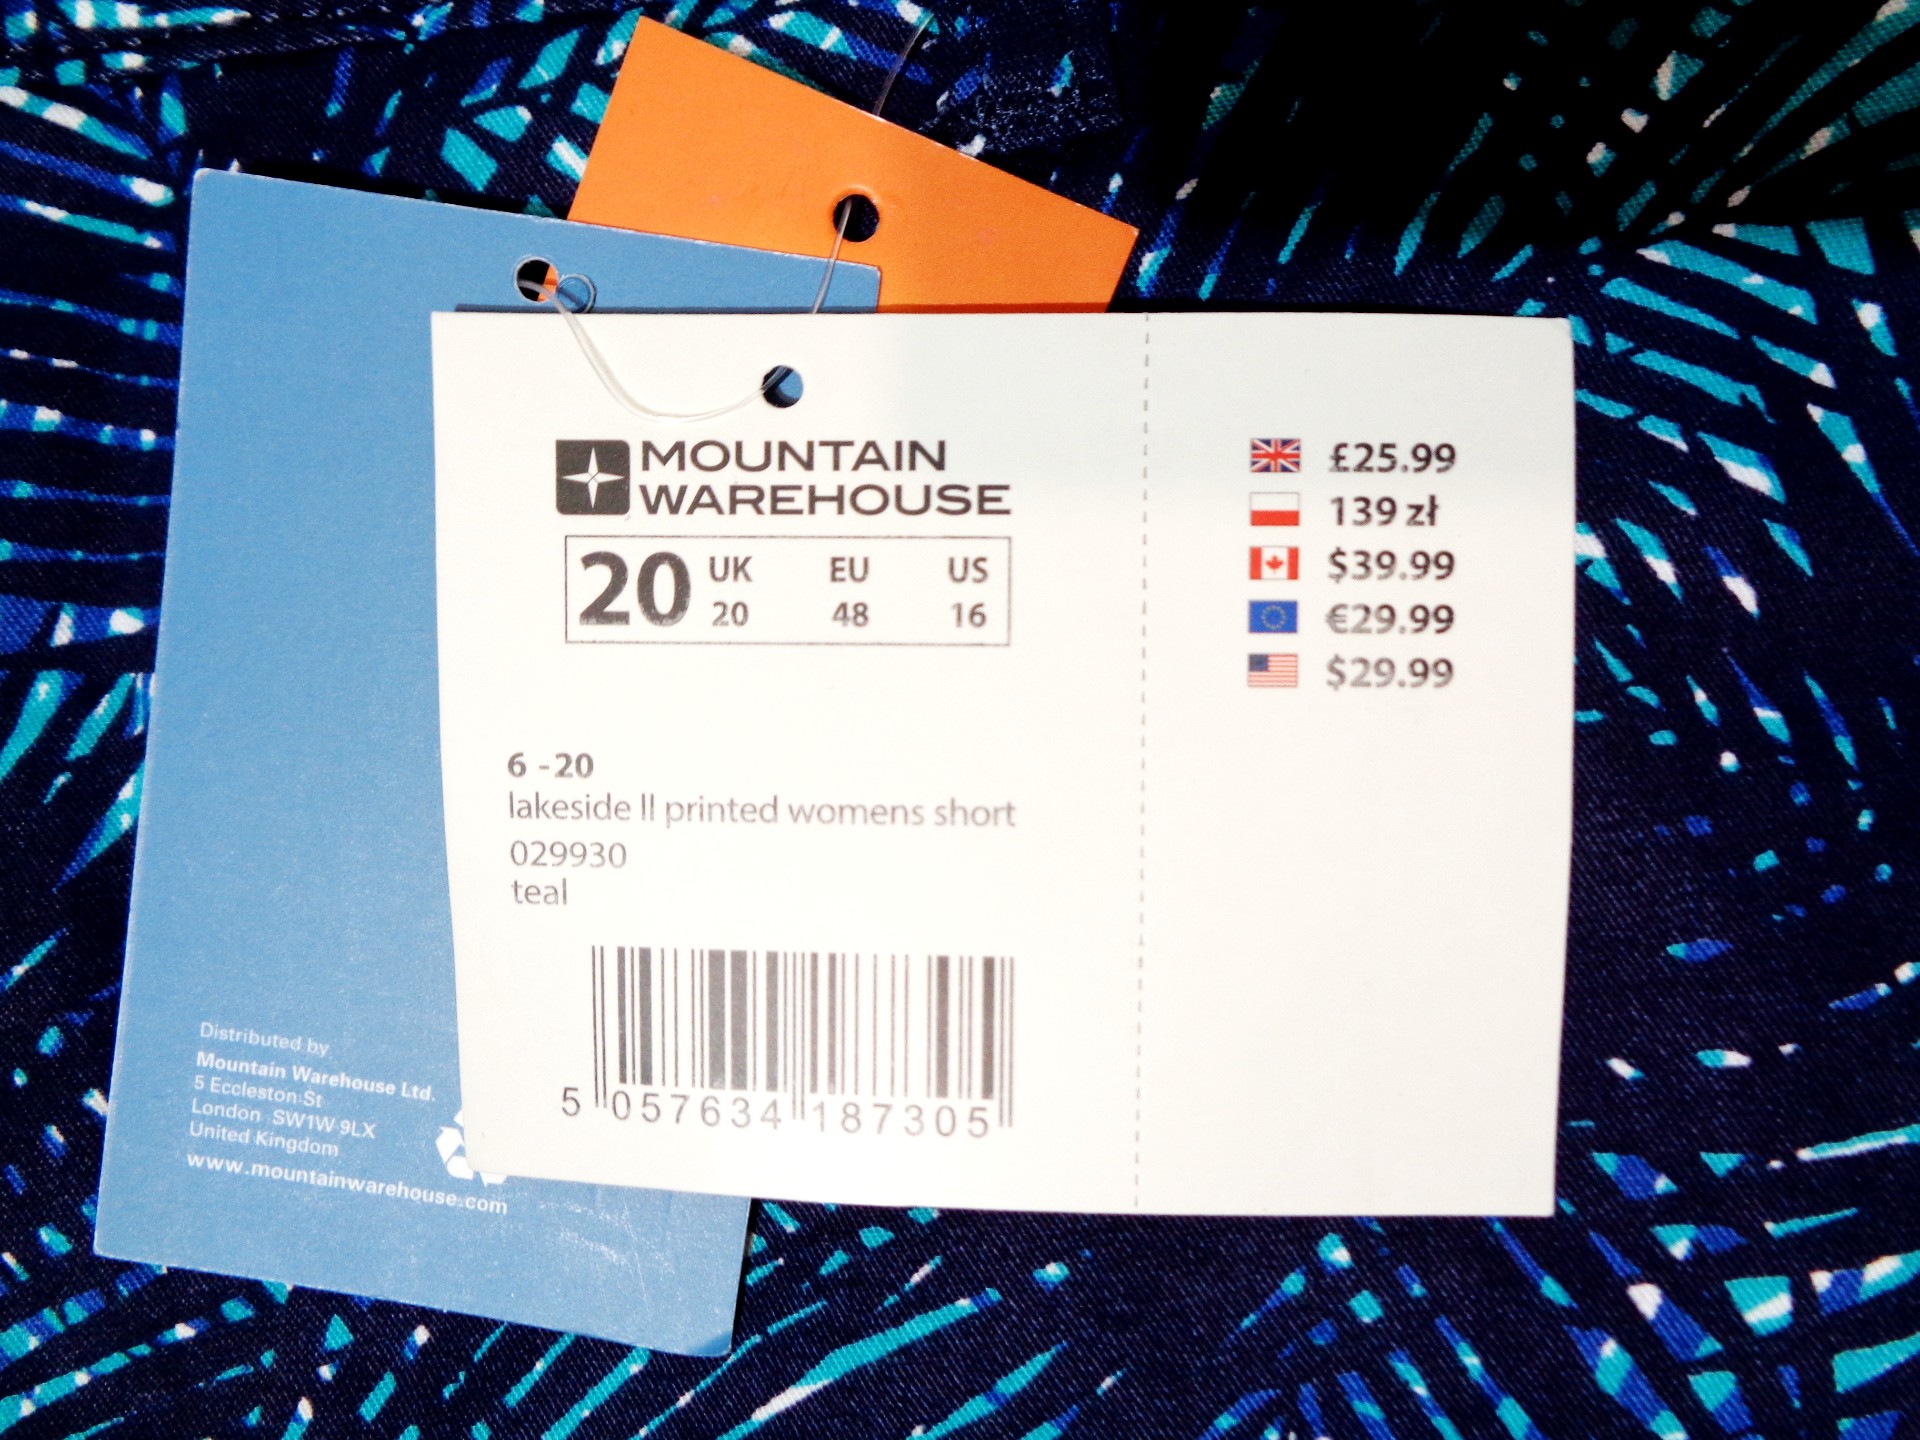 MOUNTAIN
WAREHOUSE
20 UK EU US
20 48 16
£25.99
139 zł
$39.99
€29.99
$29.99
6 - 20
lakeside II printed womens short
029930
teal
5 057634 187305
Distributed by
Mountain Warehouse Ltd.
5 Eccleston St
London SW1W 9LX
United Kingdom
www.mountainwarehouse.com